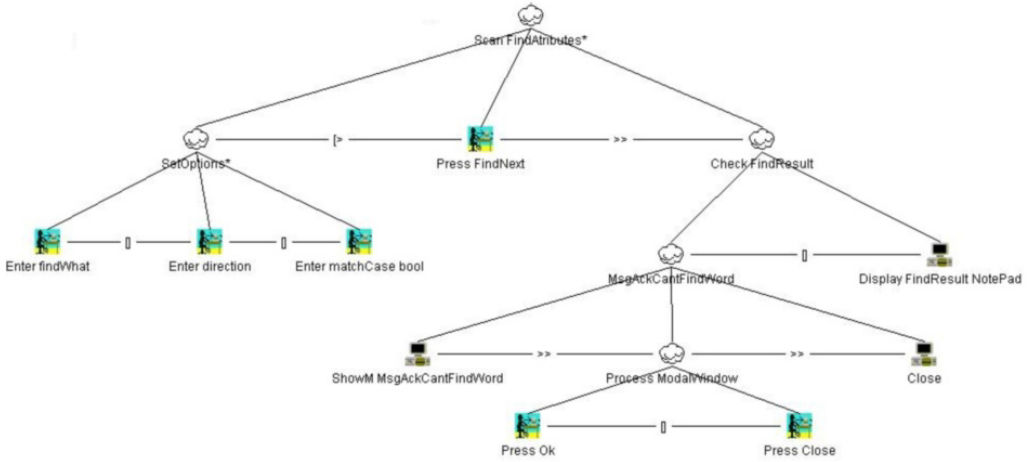 Scan FindAtributes*
[>
>>
SetOptions*
Press FindNext
Check FindResult
[]
[]
[]
Enter findWhat
Enter direction
Enter matchCase bool
MsgAckCantFindWord
Display FindResult NotePad
>>
>>
ShowM MsgAckCantFindWord
Process ModalWindow
Close
[]
Press Ok
Press Close